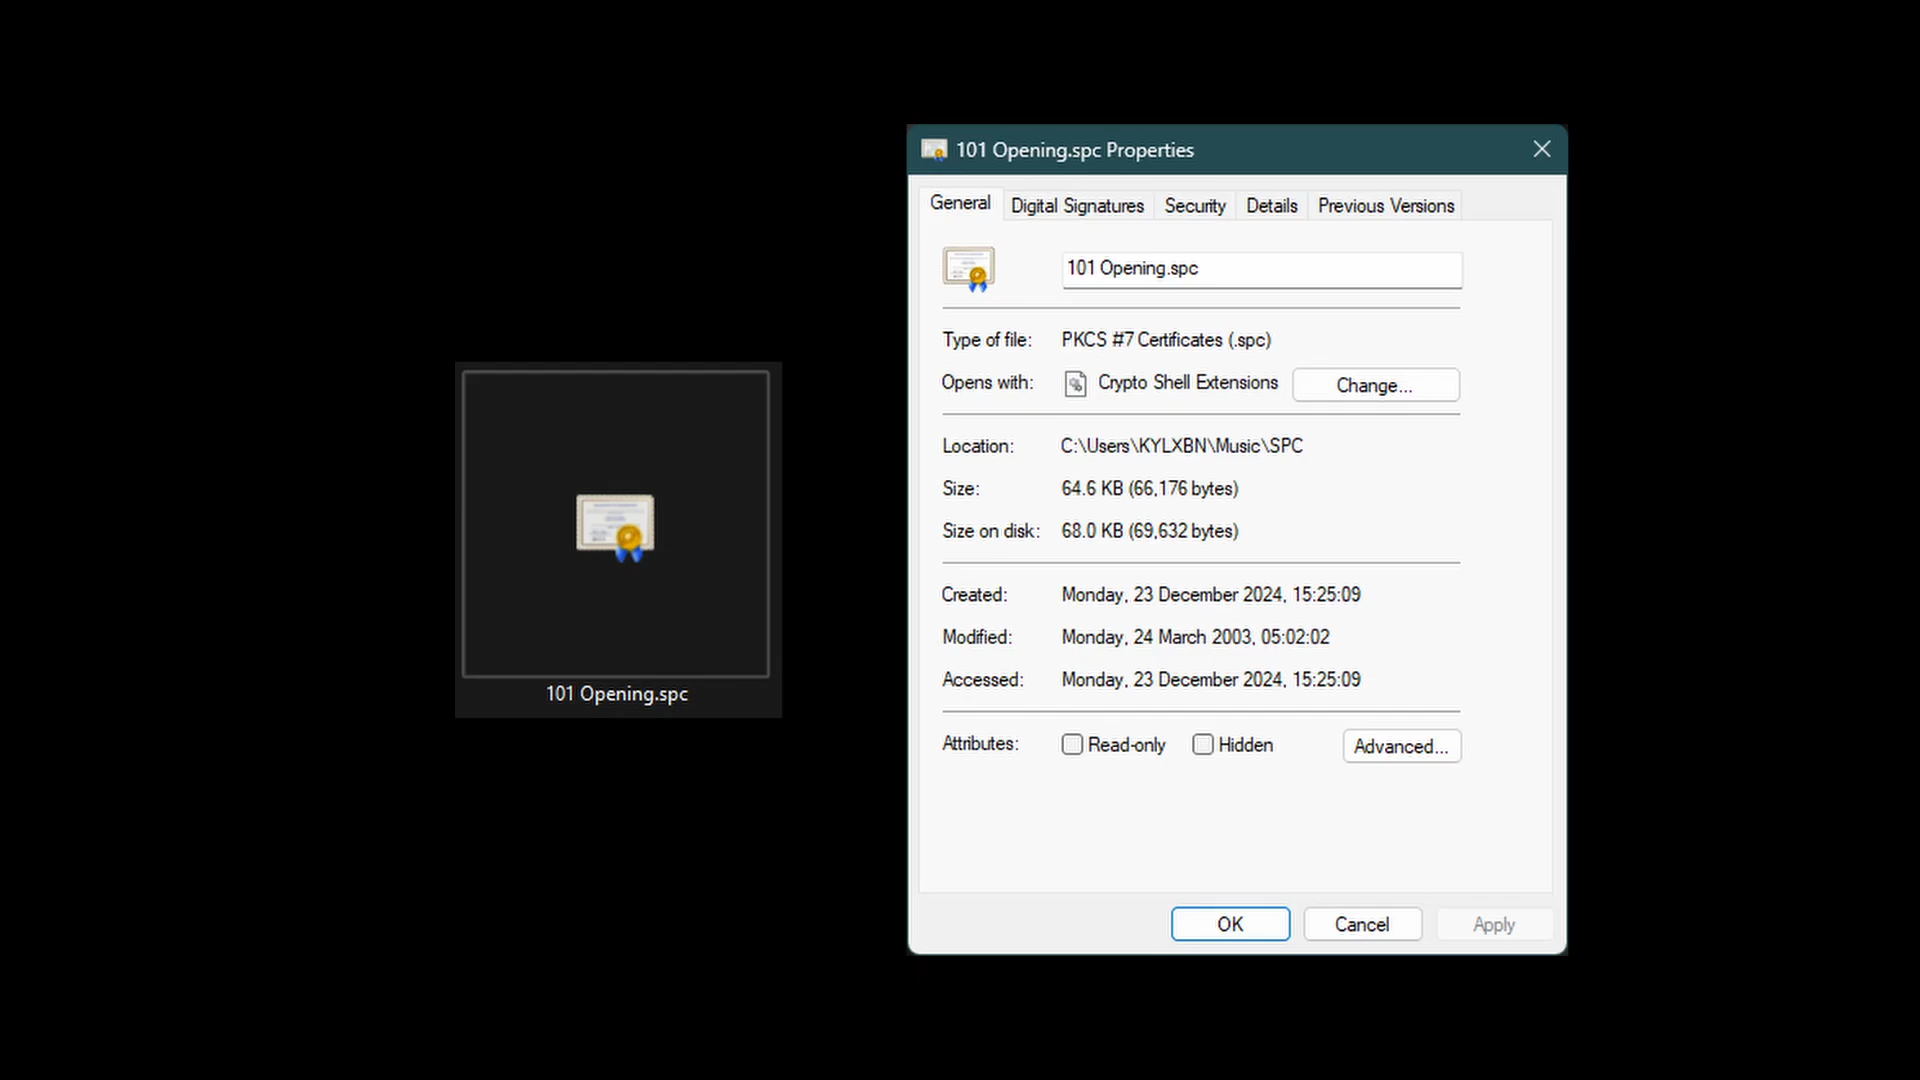 101 Opening.spc
101 Opening.spc Properties
General Digital Signatures Security Details Previous Versions
101 Opening.spc
Type of file: PKCS #7 Certificates (.spc)
Opens with: Crypto Shell Extensions Change...
Location: C:\Users\KYLXBN\Music\SPC
Size: 64.6 KB (66,176 bytes)
Size on disk: 68.0 KB (69,632 bytes)
Created: Monday, 23 December 2024, 15:25:09
Modified: Monday, 24 March 2003, 05:02:02
Accessed: Monday, 23 December 2024, 15:25:09
Attributes: Read-only Hidden Advanced...
OK Cancel Apply